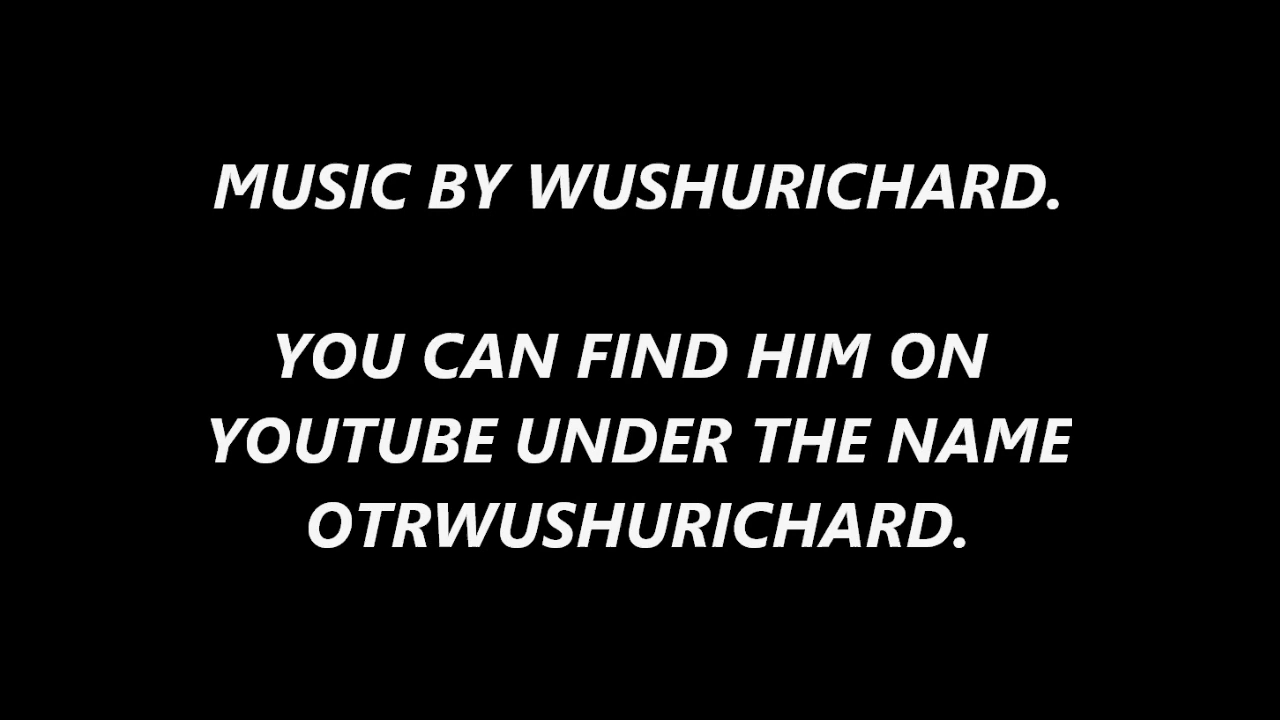 MUSIC BY WUSHURICHARD.
YOU CAN FIND HIM ON
YOUTUBE UNDER THE NAME
OTRWUSHURICHARD.